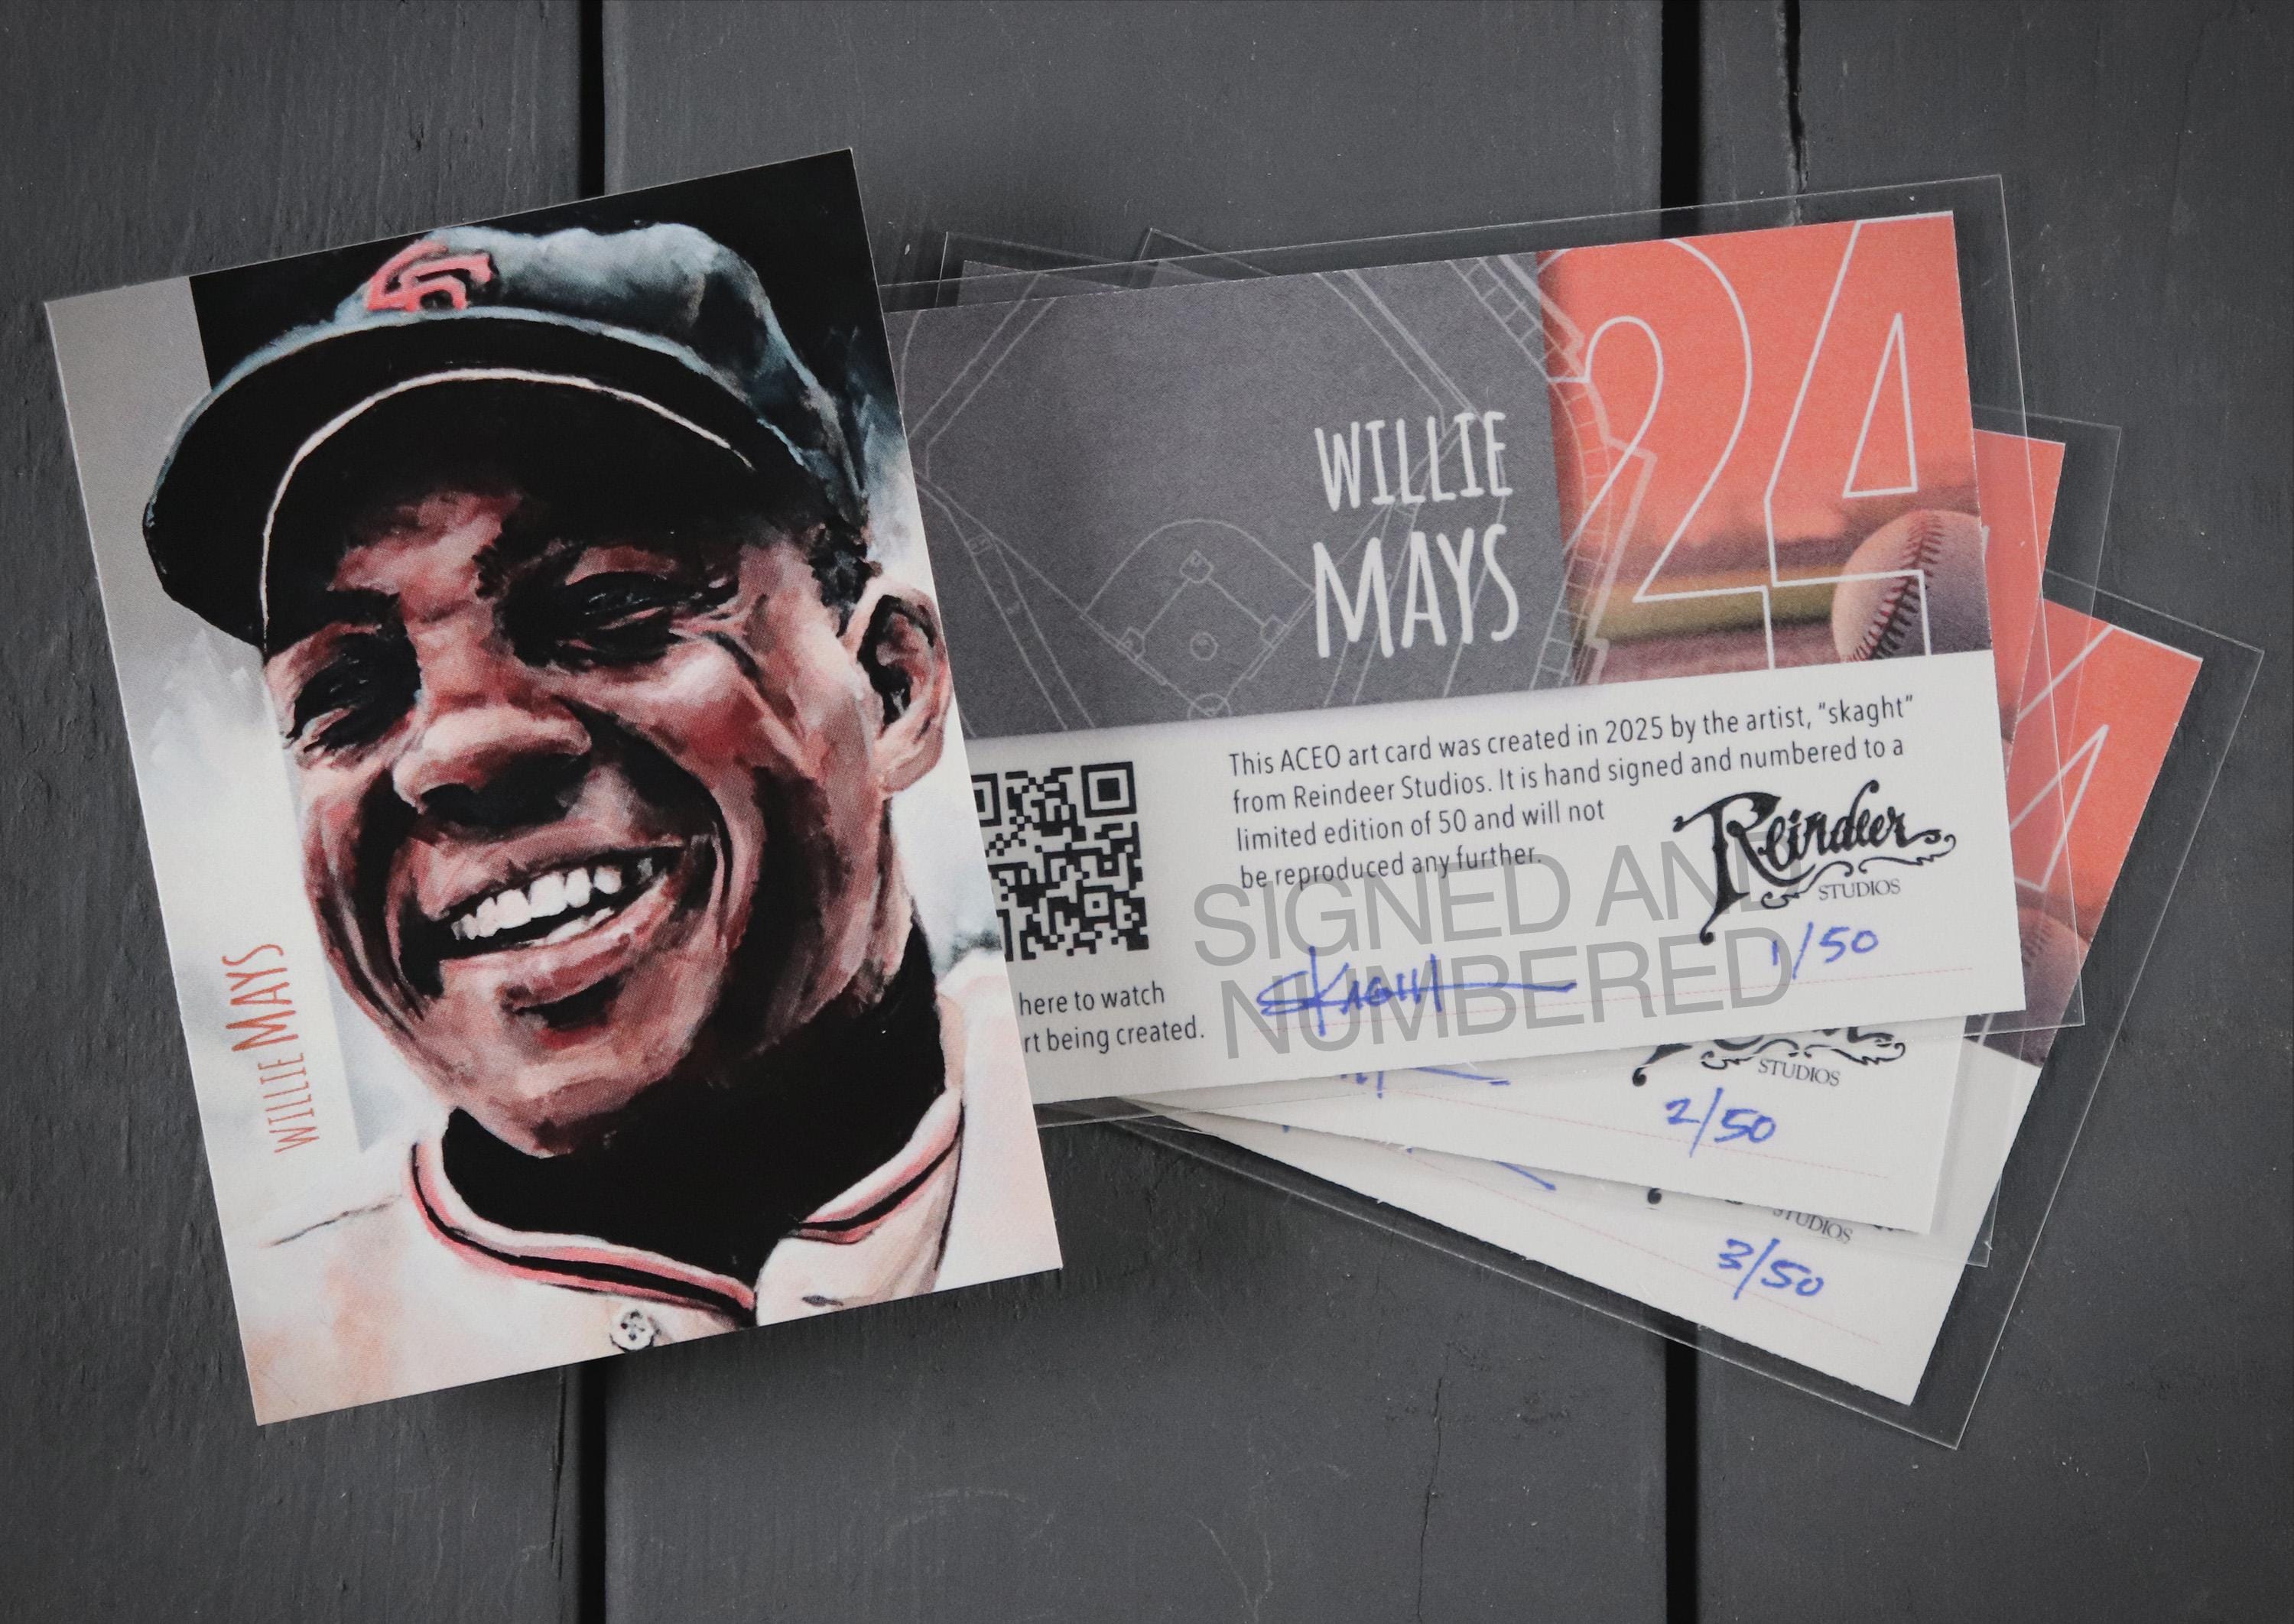 SF
WILLIE MAYS
WILLIE
MAYS
24
This ACEO art card was created in 2025 by the artist, "skaght"
from Reindeer Studios. It is hand signed and numbered to a
limited edition of 50 and will not
be reproduced any further.
Reindeer
STUDIOS
SIGNED AND
NUMBERED
SKAGHT
1/50
here to watch
rt being created.
STUDIOS
2/50
STUDIOS
3/50
4